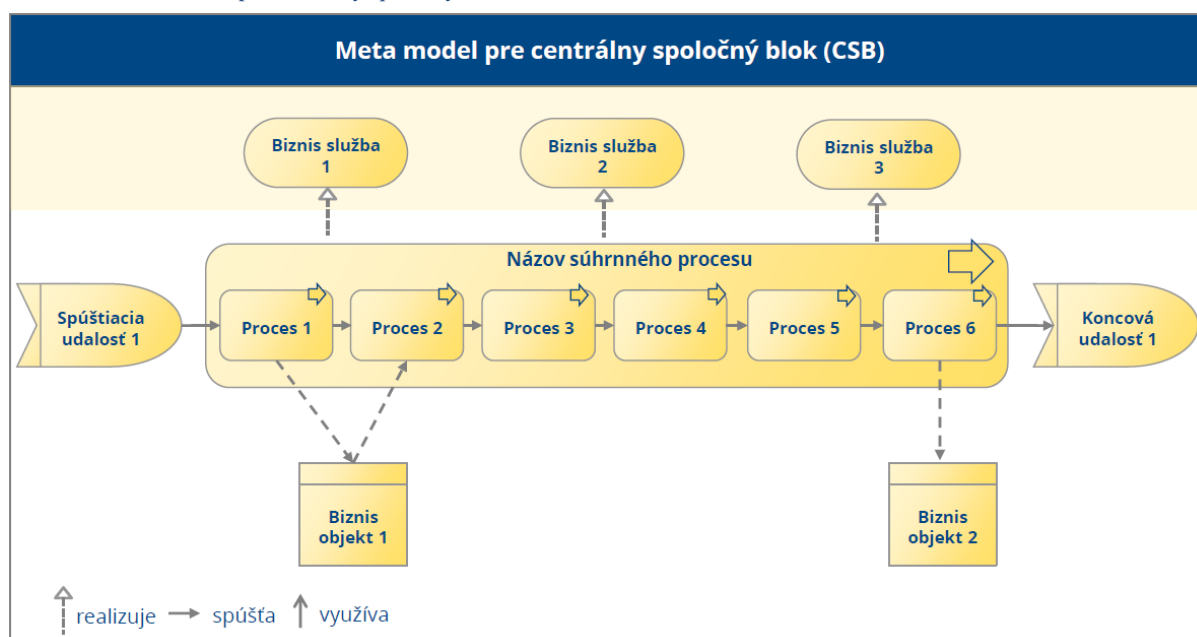 Meta model pre centrálny spoločný blok (CSB)
Biznis služba
1
Biznis služba
2
Biznis služba
3
Názov súhrnného procesu
Spúštiacia
udalosť 1
Proces 1
Proces 2
Proces 3
Proces 4
Proces 5
Proces 6
Koncová
udalosť 1
Biznis
objekt 1
Biznis
objekt 2
realizuje
spúšťa
využíva